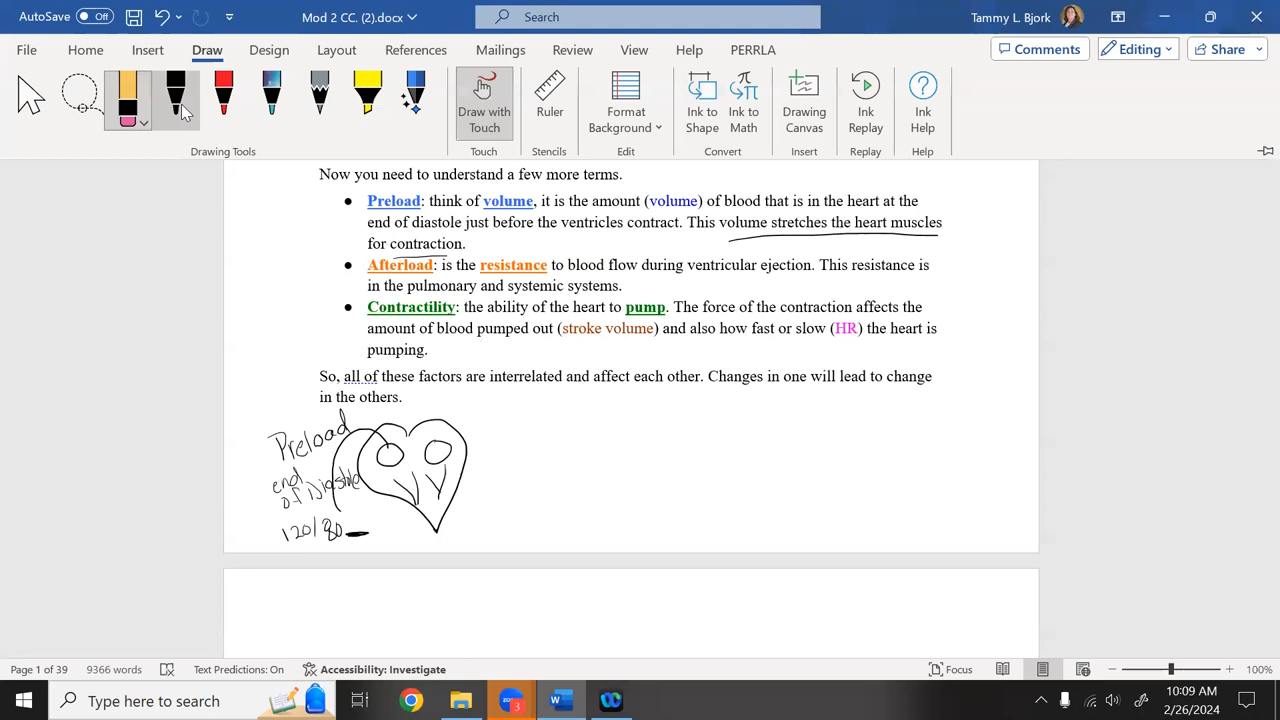 AutoSave Off Mod 2 CC. (2).docx Search Tammy L. Bjork
File Home Insert Draw Design Layout References Mailings Review View Help PERRLA Comments Editing Share
Draw with Touch Ruler Format Background Ink to Shape Ink to Math Drawing Canvas Ink Replay Ink Help
Drawing Tools Touch Stencils Edit Convert Insert Replay Help
Now you need to understand a few more terms.
● Preload: think of volume, it is the amount (volume) of blood that is in the heart at the
end of diastole just before the ventricles contract. This volume stretches the heart muscles
for contraction.
● Afterload: is the resistance to blood flow during ventricular ejection. This resistance is
in the pulmonary and systemic systems.
● Contractility: the ability of the heart to pump. The force of the contraction affects the
amount of blood pumped out (stroke volume) and also how fast or slow (HR) the heart is
pumping.
So, all of these factors are interrelated and affect each other. Changes in one will lead to change
in the others.
Preload
end
of Diastole
120/80
Page 1 of 39 9366 words Text Predictions: On Accessibility: Investigate Focus 100%
Type here to search 3 10:09 AM
2/26/2024